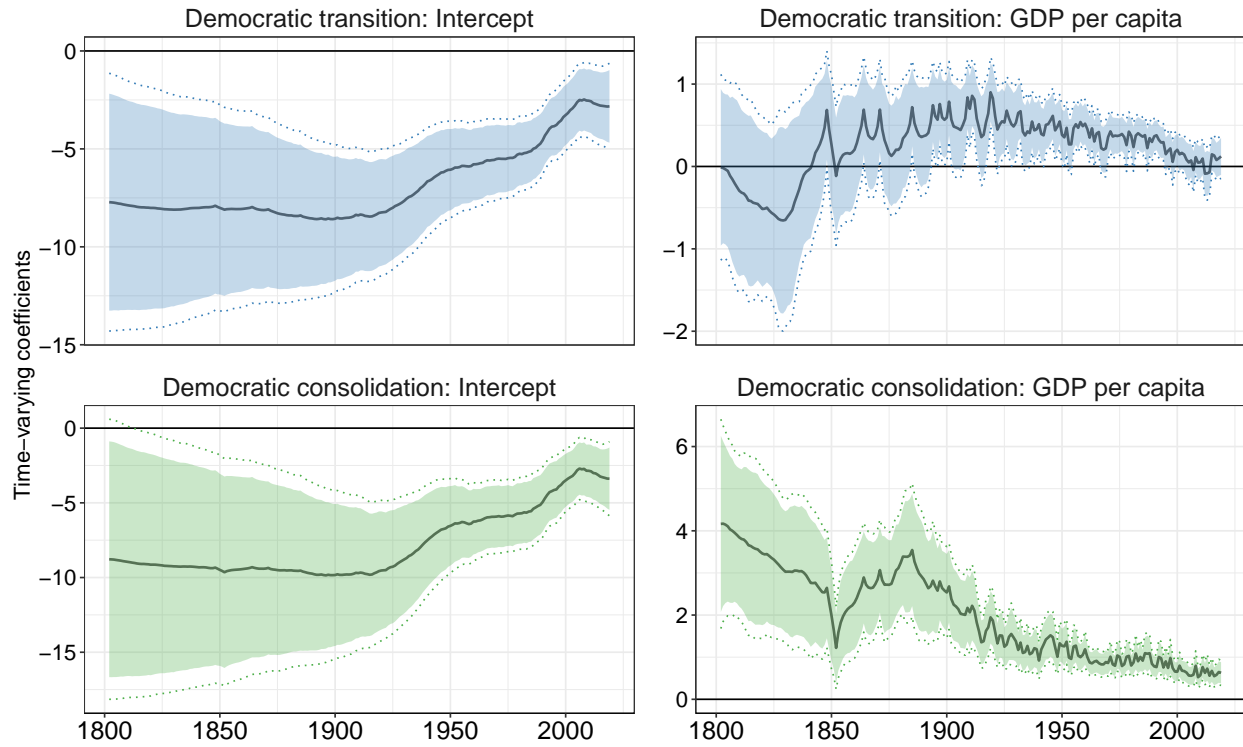 Democratic transition: Intercept
Democratic transition: GDP per capita
0
−5
−10
−15
1
0
−1
−2
Time−varying coefficients
Democratic consolidation: Intercept
Democratic consolidation: GDP per capita
0
−5
−10
−15
6
4
2
0
1800 1850 1900 1950 2000
1800 1850 1900 1950 2000